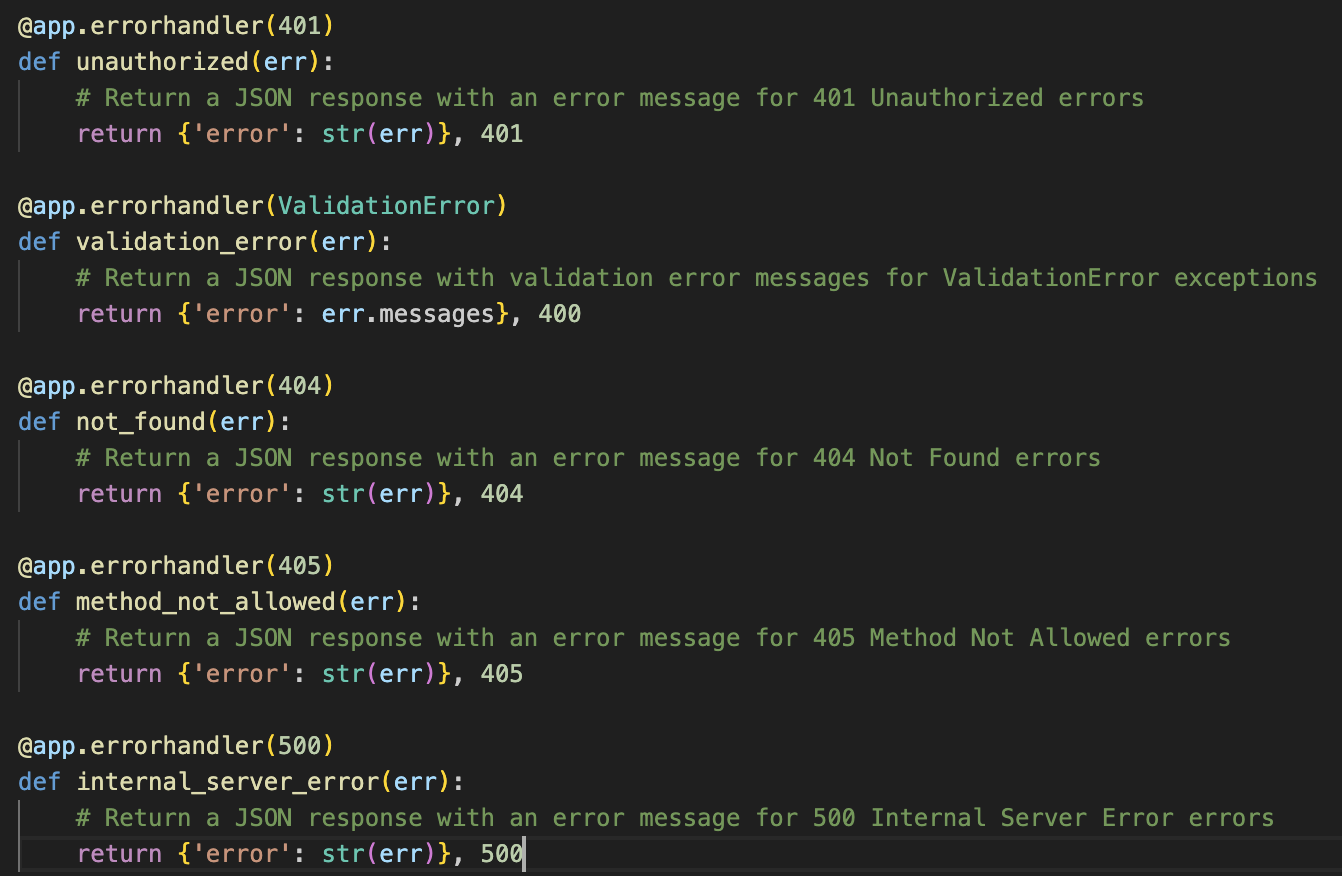 @app.errorhandler(401)
def unauthorized(err):
    # Return a JSON response with an error message for 401 Unauthorized errors
    return {'error': str(err)}, 401

@app.errorhandler(ValidationError)
def validation_error(err):
    # Return a JSON response with validation error messages for ValidationError exceptions
    return {'error': err.messages}, 400

@app.errorhandler(404)
def not_found(err):
    # Return a JSON response with an error message for 404 Not Found errors
    return {'error': str(err)}, 404

@app.errorhandler(405)
def method_not_allowed(err):
    # Return a JSON response with an error message for 405 Method Not Allowed errors
    return {'error': str(err)}, 405

@app.errorhandler(500)
def internal_server_error(err):
    # Return a JSON response with an error message for 500 Internal Server Error errors
    return {'error': str(err)}, 500